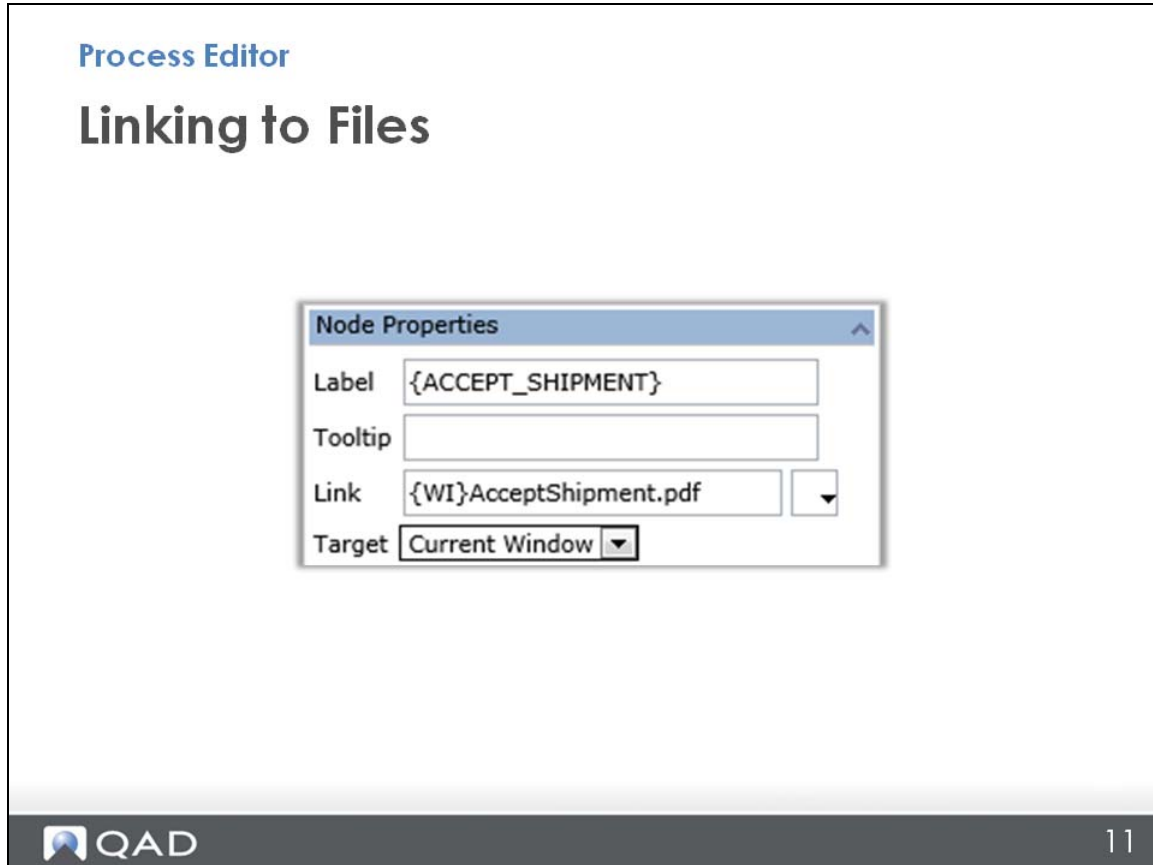 Process Editor
Linking to Files
Node Properties
Label {ACCEPT_SHIPMENT}
Tooltip
Link {WI}AcceptShipment.pdf
Target Current Window
QAD 11